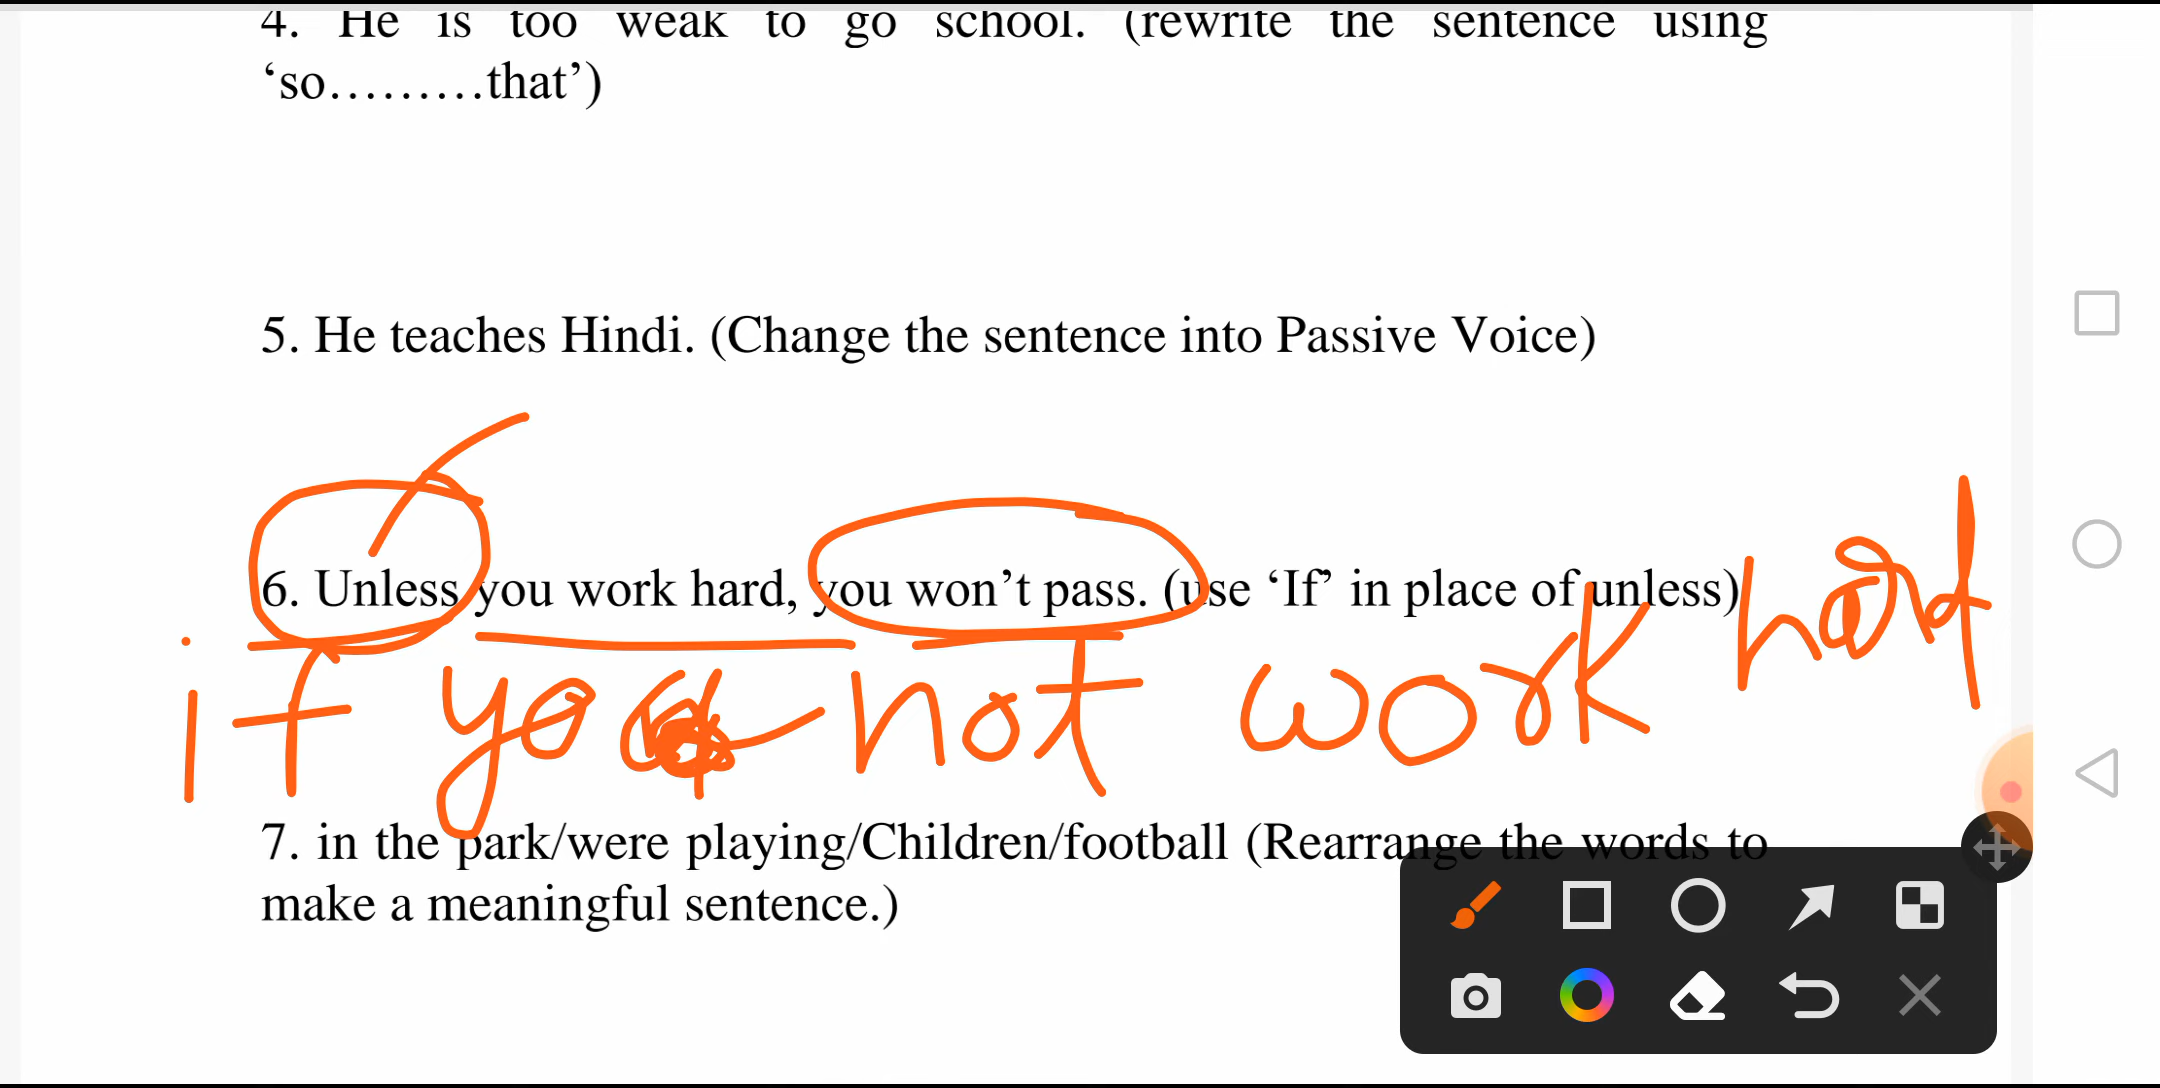 4. He is too weak to go school. (rewrite the sentence using
‘so.........that’)
5. He teaches Hindi. (Change the sentence into Passive Voice)
6. Unless you work hard, you won’t pass. (use ‘If’ in place of unless)
if not work hard
7. in the park/were playing/Children/football (Rearrange the words to
make a meaningful sentence.)